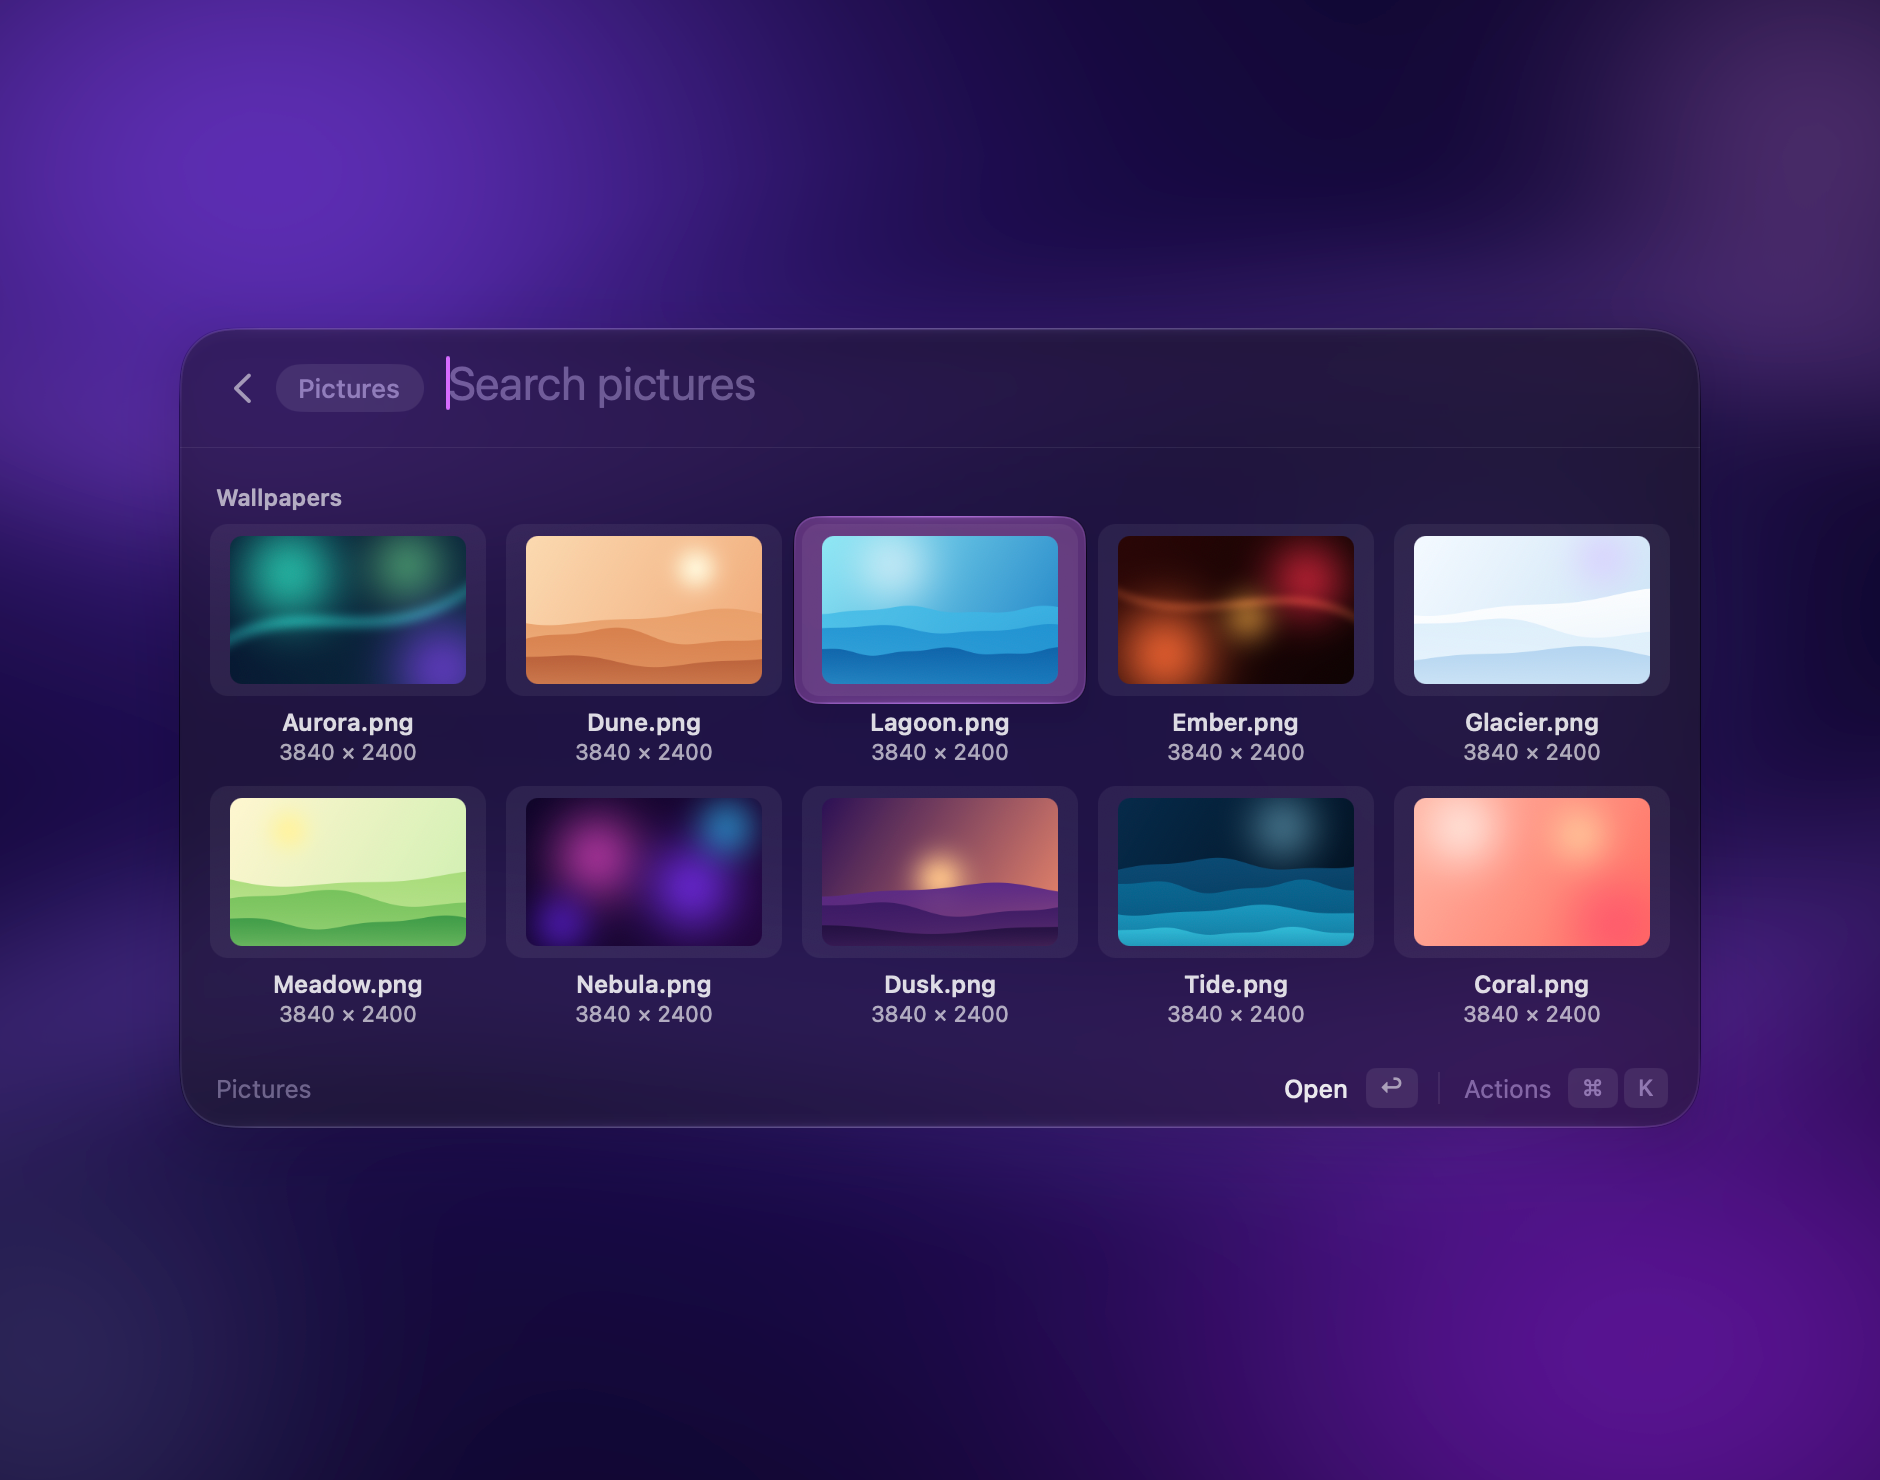 Pictures
Search pictures
Wallpapers
Aurora.png
3840 × 2400
Dune.png
3840 × 2400
Lagoon.png
3840 × 2400
Ember.png
3840 × 2400
Glacier.png
3840 × 2400
Meadow.png
3840 × 2400
Nebula.png
3840 × 2400
Dusk.png
3840 × 2400
Tide.png
3840 × 2400
Coral.png
3840 × 2400
Pictures
Open ↩
Actions ⌘ K